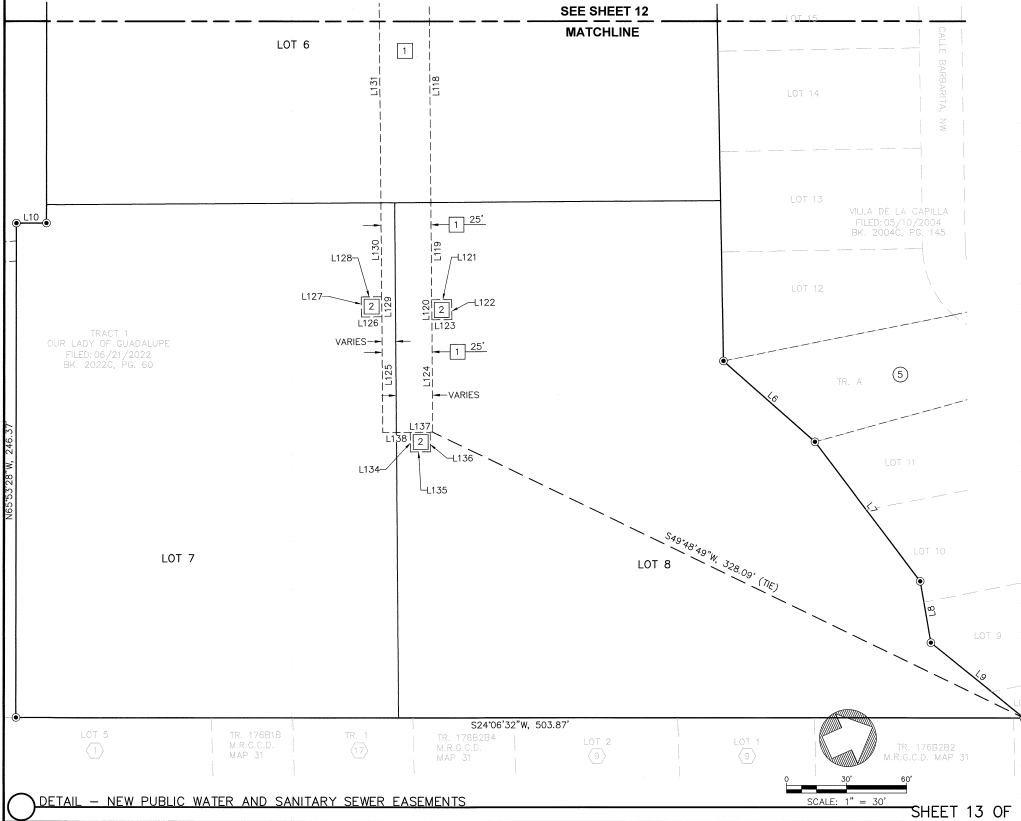 SEE SHEET 12
MATCHLINE
LOT 6
1
L131
L118
LOT 15
LOT 14
CALLE BARBARITA, NW
LOT 13
VILLA DE LA CAPILLA
FILED: 05/10/2004
BK. 2004C, PG. 145
LOT 12
L10
1 25'
L130
L119
L128
L121
L127
2
L129
L120
2
L122
L126
L123
VARIES
1 25'
L125
L124
VARIES
TRACT 1
OUR LADY OF GUADALUPE
FILED: 06/21/2022
BK. 2022C, PG. 60
TR. A
5
L6
L137
L138
2
L136
L134
L135
LOT 11
L7
LOT 10
N65°53'28"W, 246.37'
LOT 7
S49°48'49"W, 328.09' (TIE)
LOT 8
L8
LOT 9
L9
S24°06'32"W, 503.87'
LOT 5
1
TR. 176B1B
M.R.G.C.D.
MAP 31
TR. 1
17
TR. 176B2B4
M.R.G.C.D.
MAP 31
LOT 2
9
LOT 1
9
TR. 176B2B2
M.R.G.C.D. MAP 31
0 30' 60'
SCALE: 1" = 30'
DETAIL – NEW PUBLIC WATER AND SANITARY SEWER EASEMENTS
SHEET 13 OF